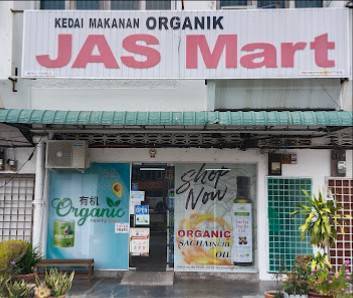 KEDAI MAKANAN ORGANIK
JAS Mart
有机
Organic
Shop
Now
ORGANIC
SACHA INCHI
OIL